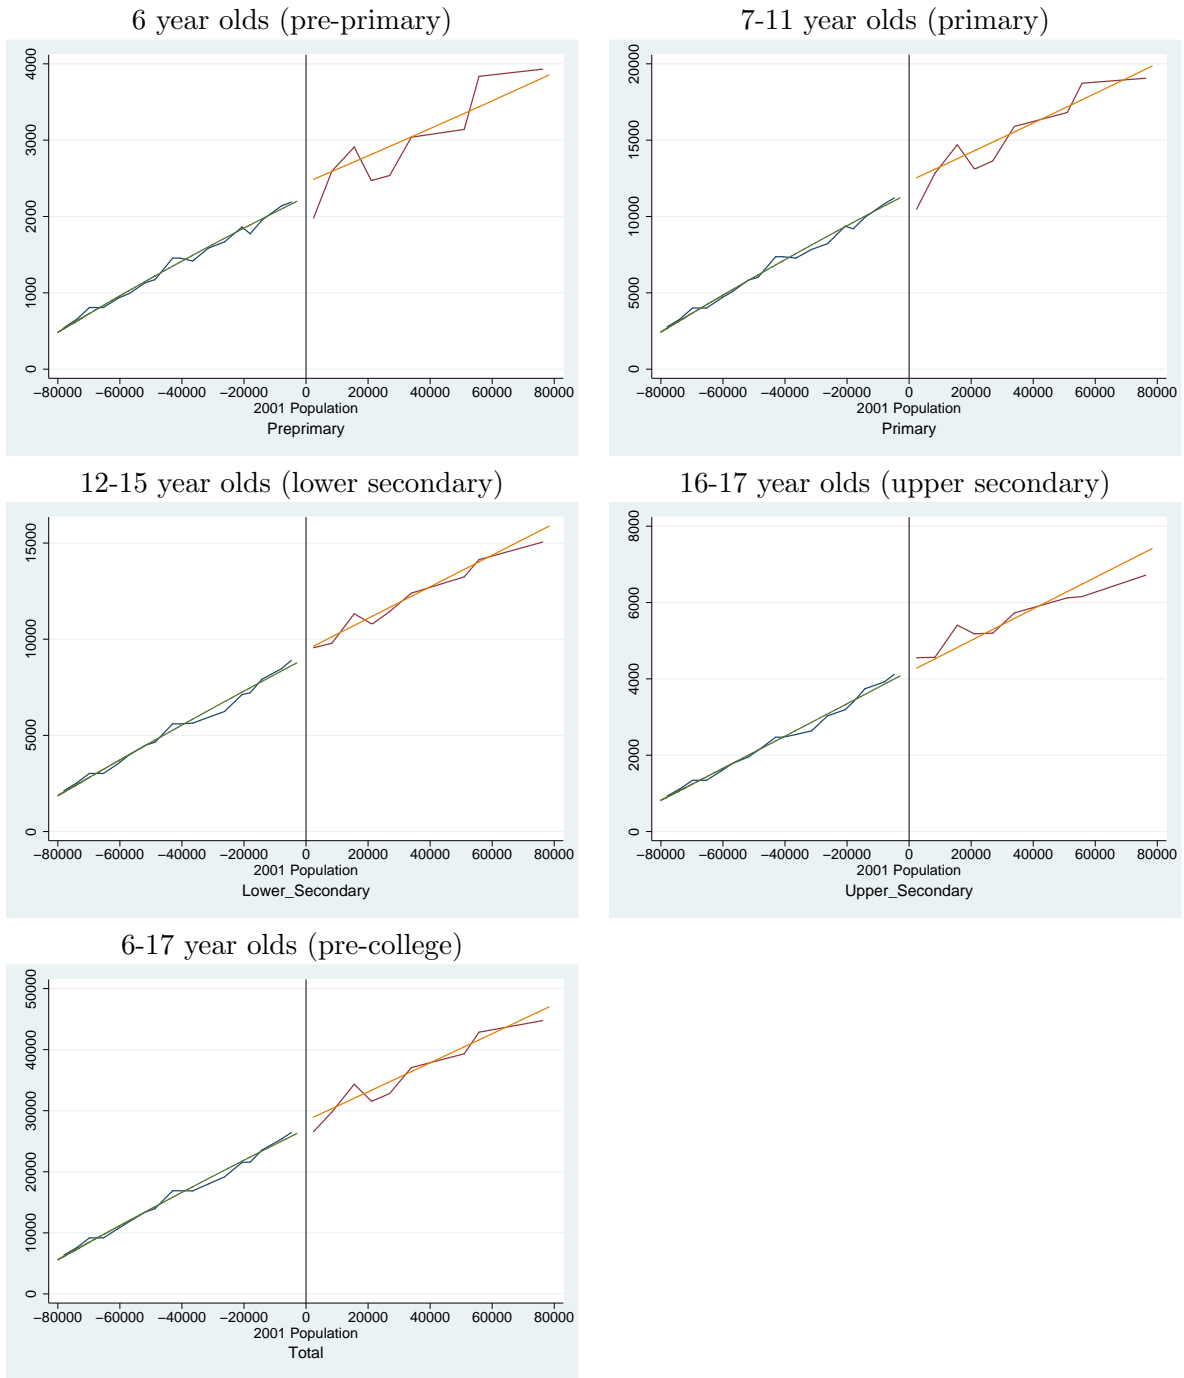 6 year olds (pre-primary)
4000
3000
2000
1000
0
−80000 −60000 −40000 −20000 0 20000 40000 60000 80000
2001 Population
Preprimary
7-11 year olds (primary)
20000
15000
10000
5000
0
−80000 −60000 −40000 −20000 0 20000 40000 60000 80000
2001 Population
Primary
12-15 year olds (lower secondary)
15000
10000
5000
0
−80000 −60000 −40000 −20000 0 20000 40000 60000 80000
2001 Population
Lower_Secondary
16-17 year olds (upper secondary)
8000
6000
4000
2000
0
−80000 −60000 −40000 −20000 0 20000 40000 60000 80000
2001 Population
Upper_Secondary
6-17 year olds (pre-college)
50000
40000
30000
20000
10000
0
−80000 −60000 −40000 −20000 0 20000 40000 60000 80000
2001 Population
Total